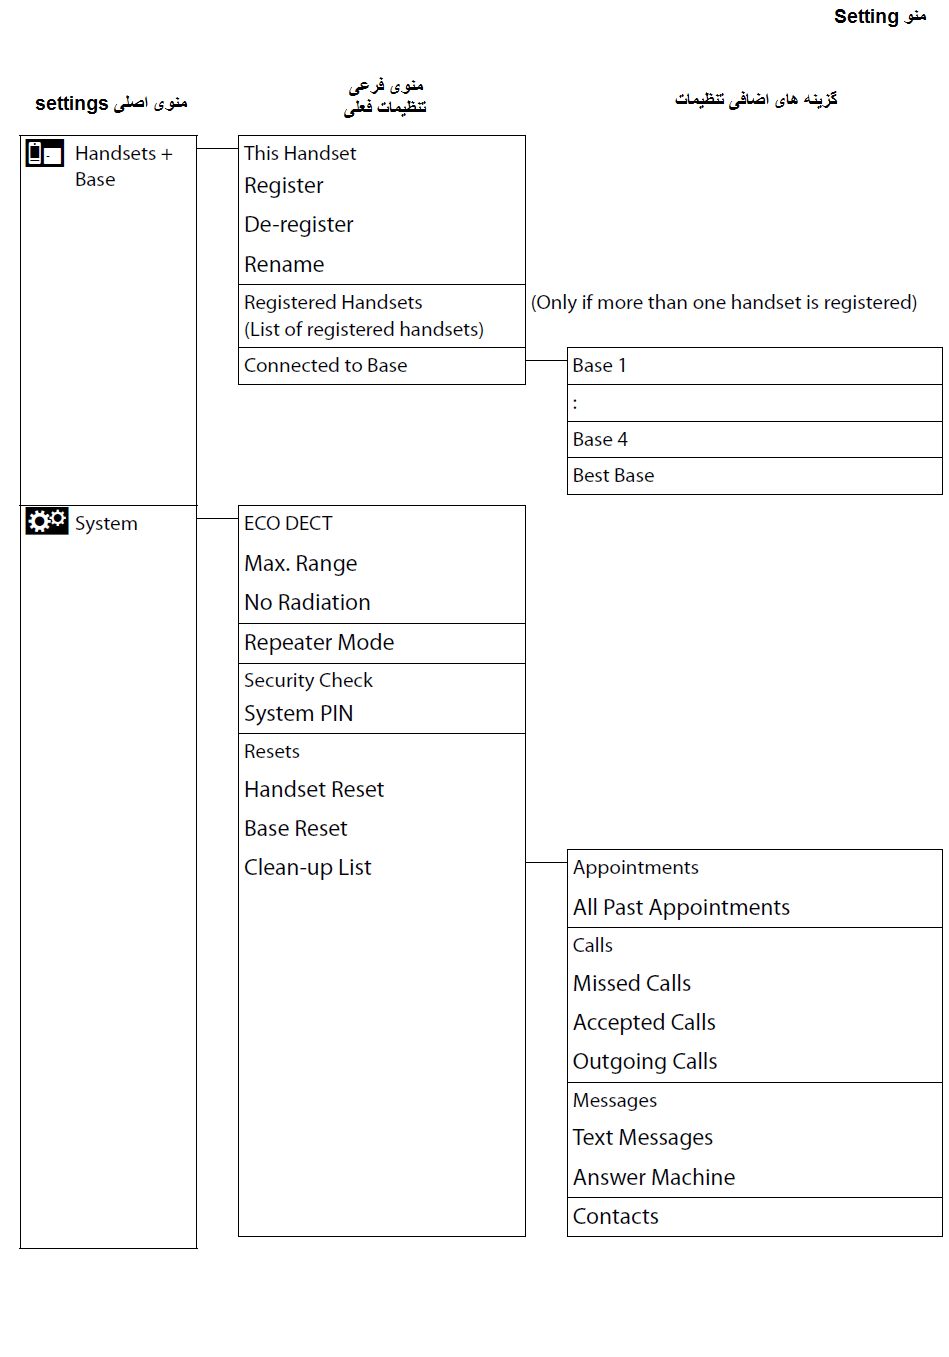 منو Setting
منوی اصلی settings
منوی فرعی
تنظیمات فعلی
گزینه های اضافی تنظیمات
Handsets +
Base
This Handset
Register
De-register
Rename
Registered Handsets
(List of registered handsets)
(Only if more than one handset is registered)
Connected to Base
Base 1
:
Base 4
Best Base
System
ECO DECT
Max. Range
No Radiation
Repeater Mode
Security Check
System PIN
Resets
Handset Reset
Base Reset
Clean-up List
Appointments
All Past Appointments
Calls
Missed Calls
Accepted Calls
Outgoing Calls
Messages
Text Messages
Answer Machine
Contacts